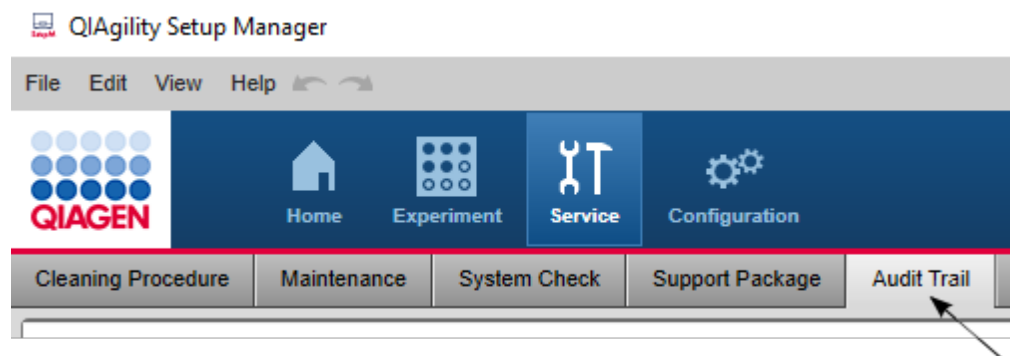 QIAgility Setup Manager
File Edit View Help
QIAGEN
Home Experiment Service Configuration
Cleaning Procedure Maintenance System Check Support Package Audit Trail